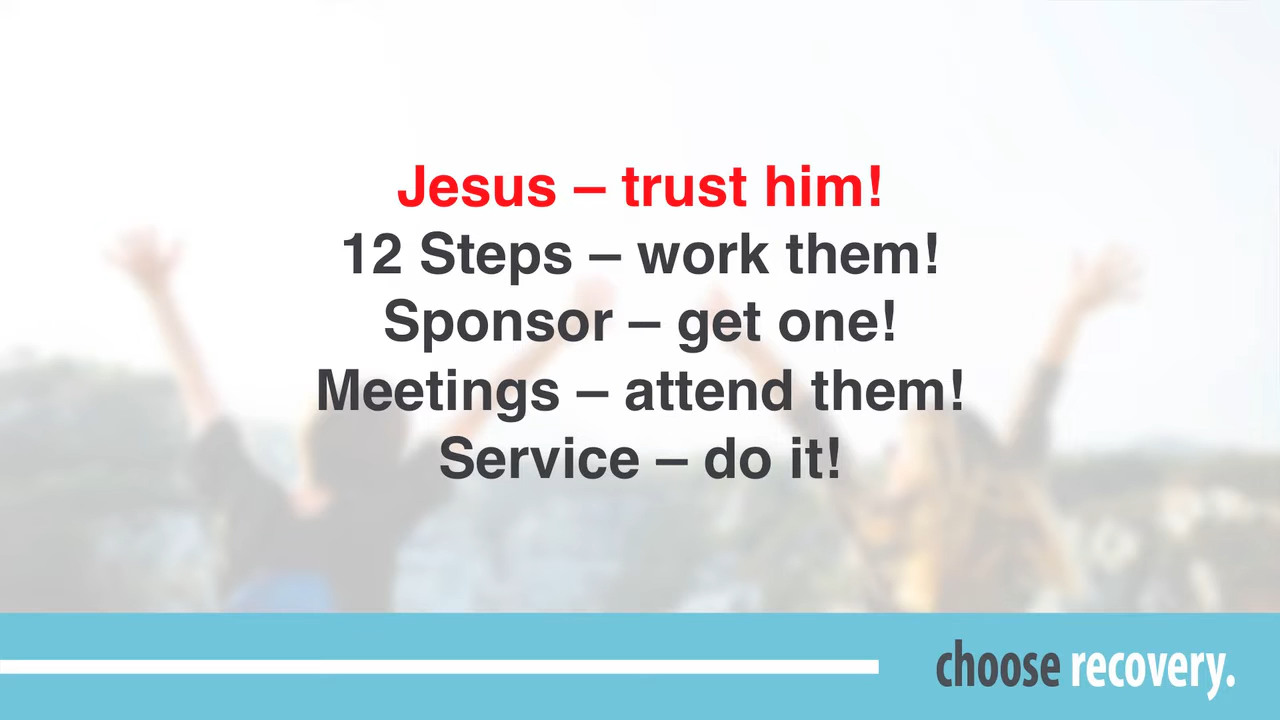 Jesus – trust him!
12 Steps – work them!
Sponsor – get one!
Meetings – attend them!
Service – do it!
choose recovery.